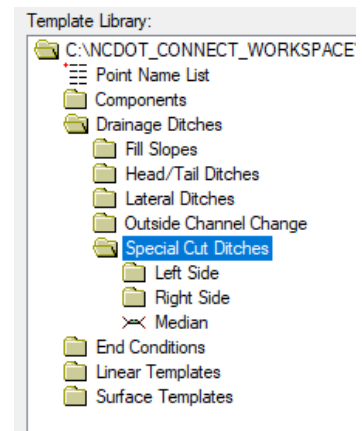 Template Library:
C:\NCDOT_CONNECT_WORKSPACE\
Point Name List
Components
Drainage Ditches
Fill Slopes
Head/Tail Ditches
Lateral Ditches
Outside Channel Change
Special Cut Ditches
Left Side
Right Side
Median
End Conditions
Linear Templates
Surface Templates